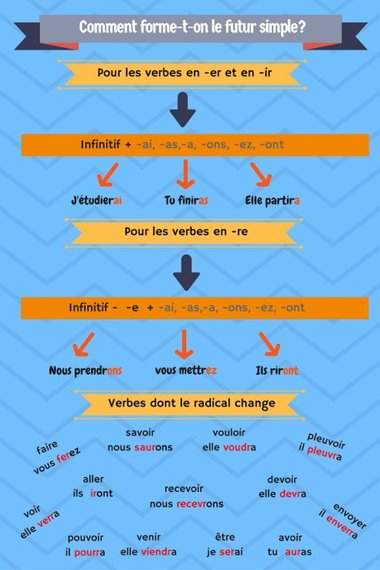 Comment forme-t-on le futur simple?
Pour les verbes en -er et en -ir
Infinitif + -ai, -as,-a, -ons, -ez, -ont
J'étudierai Tu finiras Elle partira
Pour les verbes en -re
Infinitif - -e + -ai, -as,-a, -ons, -ez, -ont
Nous prendrons vous mettrez Ils riront
Verbes dont le radical change
faire
vous ferez
savoir
nous saurons
vouloir
elle voudra
pleuvoir
il pleuvra
voir
elle verra
aller
ils iront
recevoir
nous recevrons
devoir
elle devra
envoyer
il enverra
pouvoir
il pourra
venir
elle viendra
être
je serai
avoir
tu auras